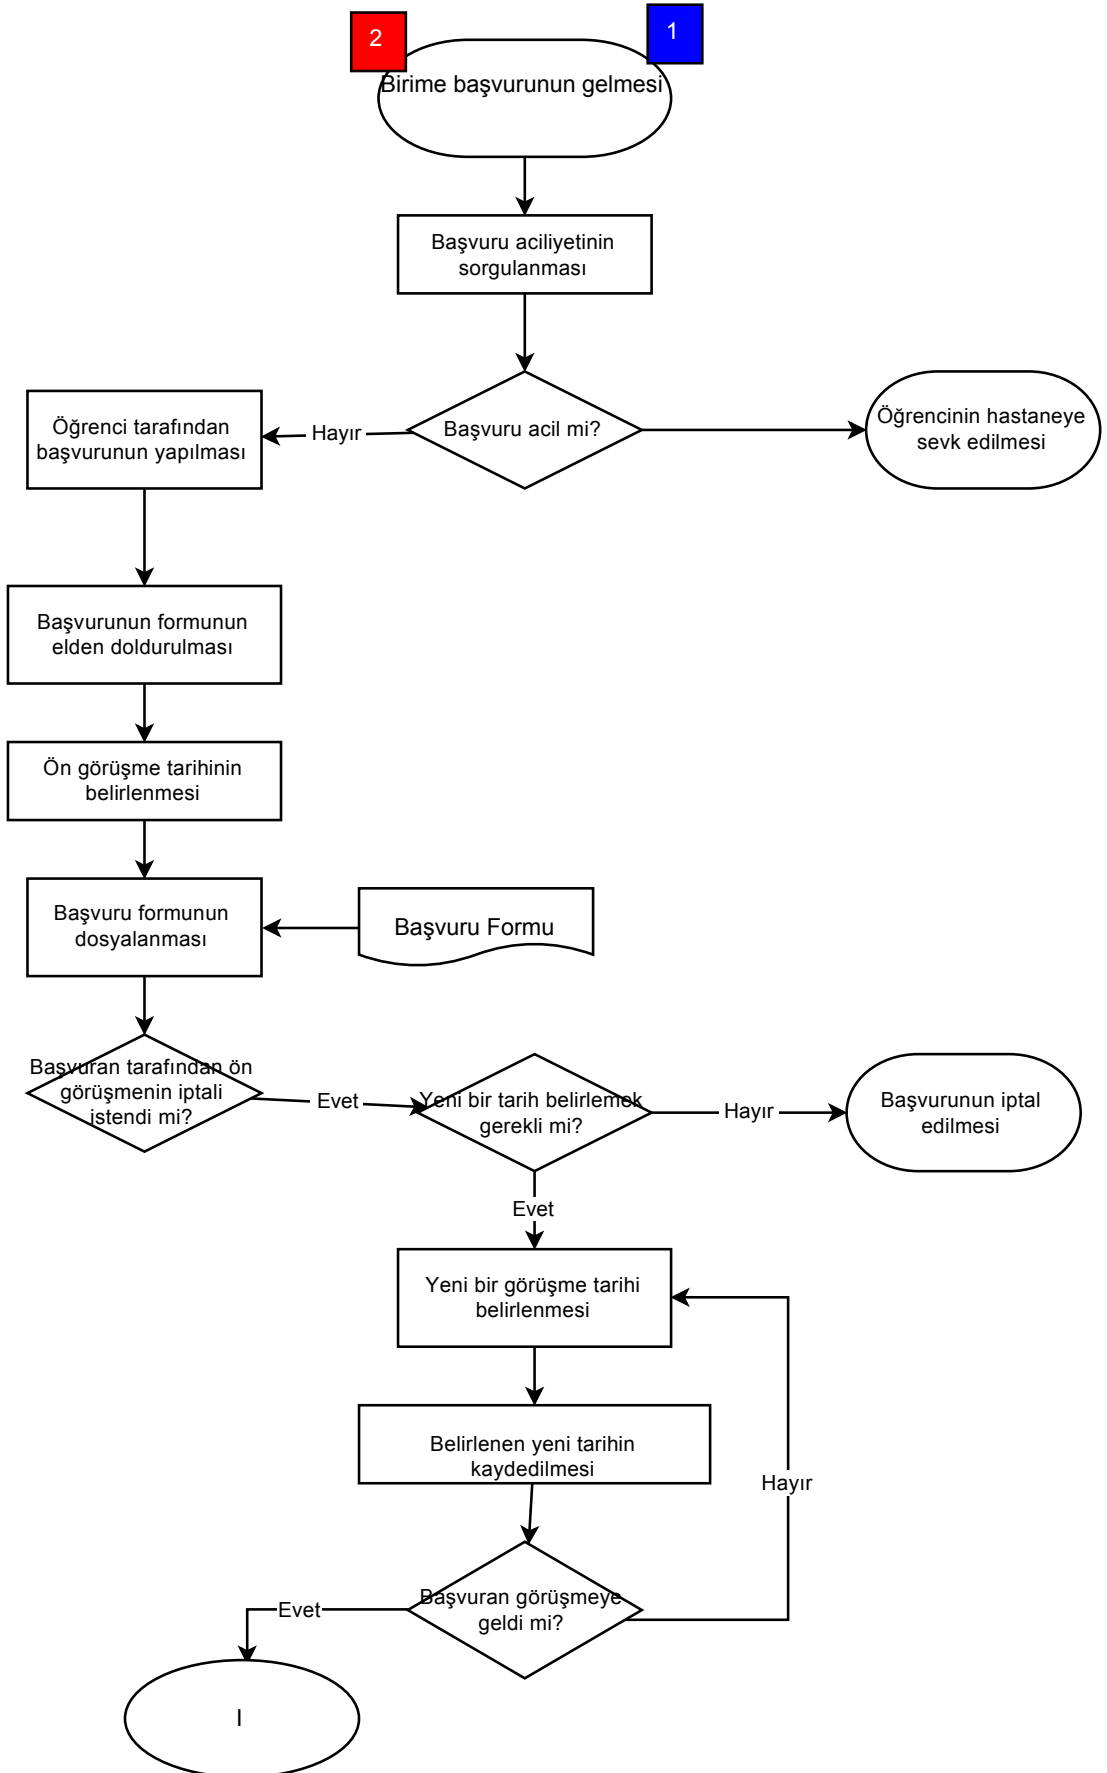 2
1
Birime başvurunun gelmesi
Başvuru aciliyetinin
sorgulanması
Öğrenci tarafından
başvurunun yapılması
Hayır
Başvuru acil mi?
Öğrencinin hastaneye
sevk edilmesi
Başvurunun formunun
elden doldurulması
Ön görüşme tarihinin
belirlenmesi
Başvuru formunun
dosyalanması
Başvuru Formu
Başvuran tarafından ön
görüşmenin iptali
istendi mi?
Evet
Yeni bir tarih belirlemek
gerekli mi?
Hayır
Başvurunun iptal
edilmesi
Evet
Yeni bir görüşme tarihi
belirlenmesi
Belirlenen yeni tarihin
kaydedilmesi
Hayır
Başvuran görüşmeye
geldi mi?
Evet
I